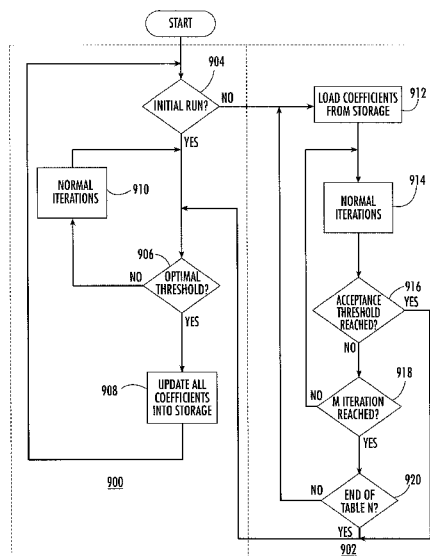 START
904
INITIAL RUN?
NO
YES
912
LOAD COEFFICIENTS
FROM STORAGE
910
NORMAL
ITERATIONS
914
NORMAL
ITERATIONS
906
OPTIMAL
THRESHOLD?
NO
YES
916
ACCEPTANCE
THRESHOLD
REACHED?
YES
NO
908
UPDATE ALL
COEFFICIENTS
INTO STORAGE
918
M ITERATION
REACHED?
NO
YES
920
END OF
TABLE N?
NO
YES
900
902